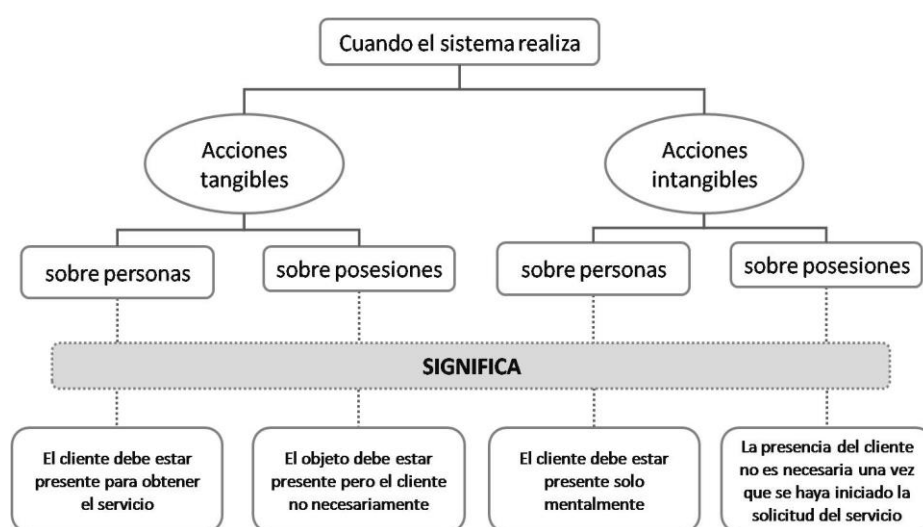 Cuando el sistema realiza
Acciones
tangibles
Acciones
intangibles
sobre personas
sobre posesiones
sobre personas
sobre posesiones
SIGNIFICA
El cliente debe estar
presente para obtener
el servicio
El objeto debe estar
presente pero el cliente
no necesariamente
El cliente debe estar
presente solo
mentalmente
La presencia del cliente
no es necesaria una vez
que se haya iniciado la
solicitud del servicio